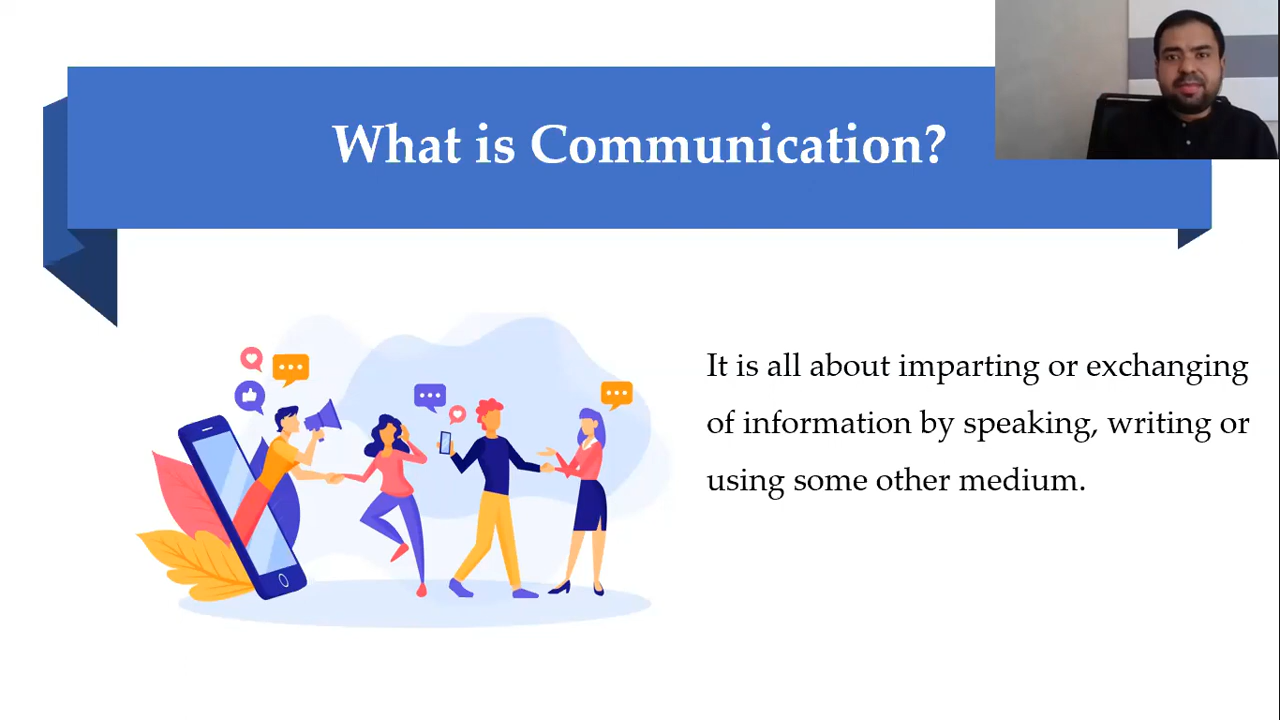 What is Communication?
It is all about imparting or exchanging
of information by speaking, writing or
using some other medium.